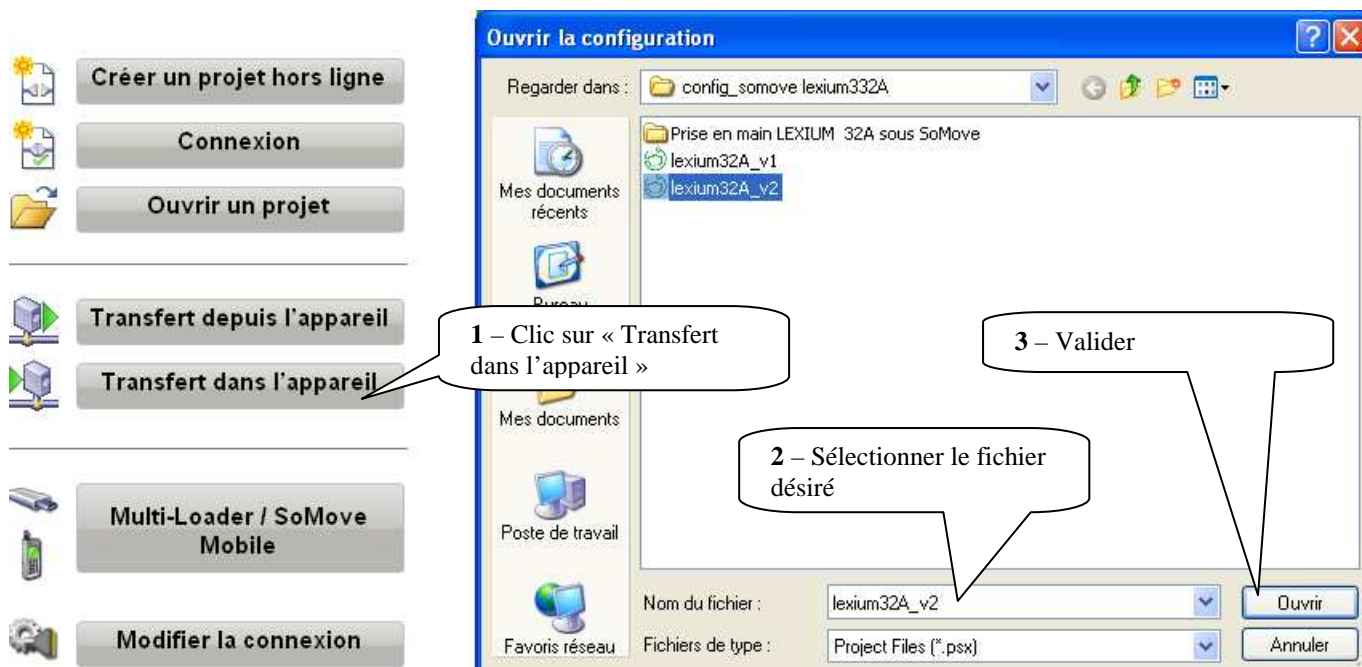 Créer un projet hors ligne
Connexion
Ouvrir un projet
Transfert depuis l'appareil
Transfert dans l'appareil
Multi-Loader / SoMove
Mobile
Modifier la connexion
Ouvrir la configuration
Regarder dans :
config_somove lexium332A
Prise en main LEXIUM 32A sous SoMove
lexium32A_v1
lexium32A_v2
Mes documents
récents
Bureau
1 – Clic sur « Transfert
dans l'appareil »
3 – Valider
Mes documents
2 – Sélectionner le fichier
désiré
Poste de travail
Favoris réseau
Nom du fichier :
lexium32A_v2
Ouvrir
Fichiers de type :
Project Files (*.psx)
Annuler